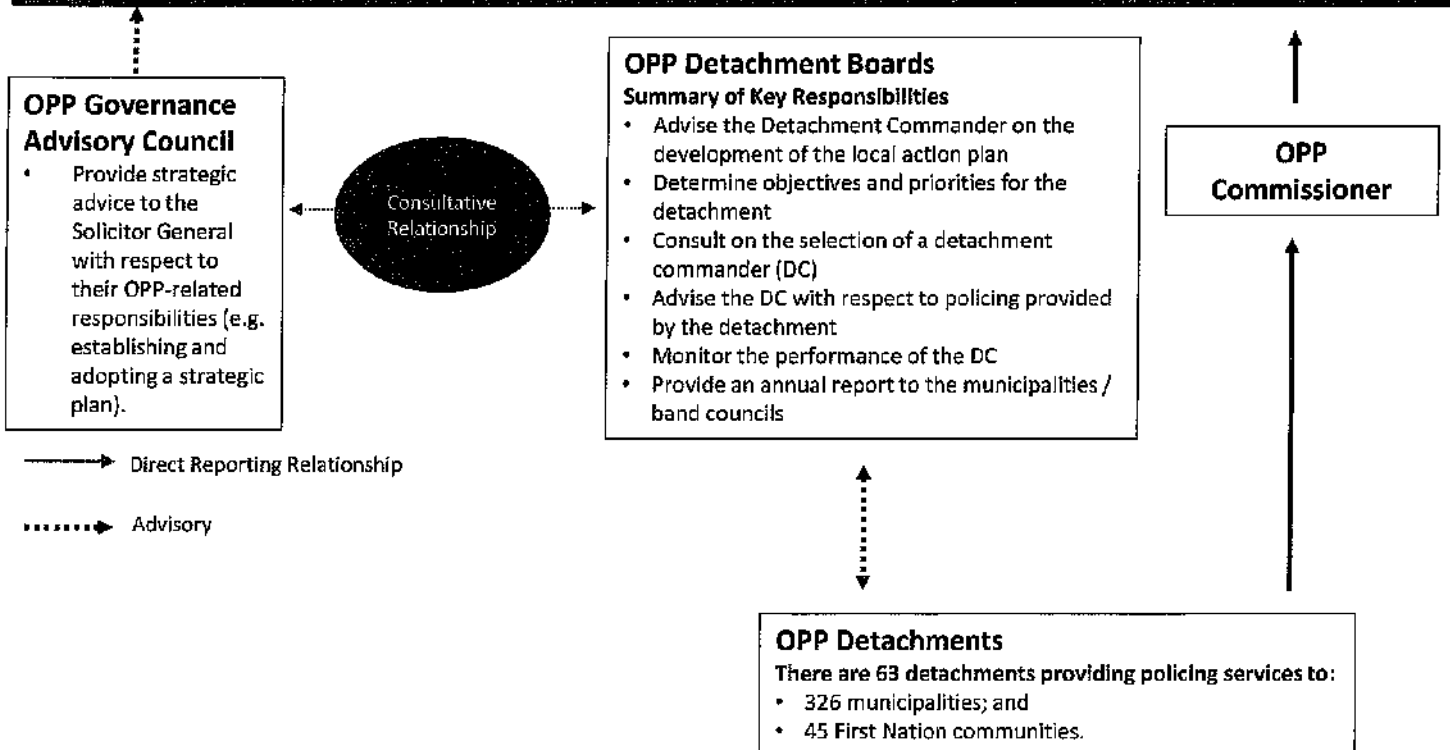 OPP Governance
Advisory Council
• Provide strategic
advice to the
Solicitor General
with respect to
their OPP-related
responsibilities (e.g.
establishing and
adopting a strategic
plan).
Consultative
Relationship
OPP Detachment Boards
Summary of Key Responsibilities
• Advise the Detachment Commander on the
development of the local action plan
• Determine objectives and priorities for the
detachment
• Consult on the selection of a detachment
commander (DC)
• Advise the DC with respect to policing provided
by the detachment
• Monitor the performance of the DC
• Provide an annual report to the municipalities /
band councils
OPP
Commissioner
Direct Reporting Relationship
Advisory
OPP Detachments
There are 63 detachments providing policing services to:
• 326 municipalities; and
• 45 First Nation communities.